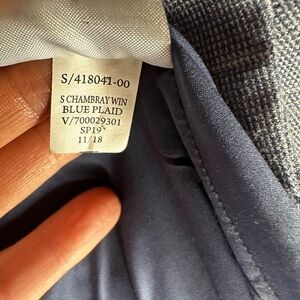 S/418041-00
S CHAMBRAY WIN
BLUE PLAID
V/700029301
SP19
11/18